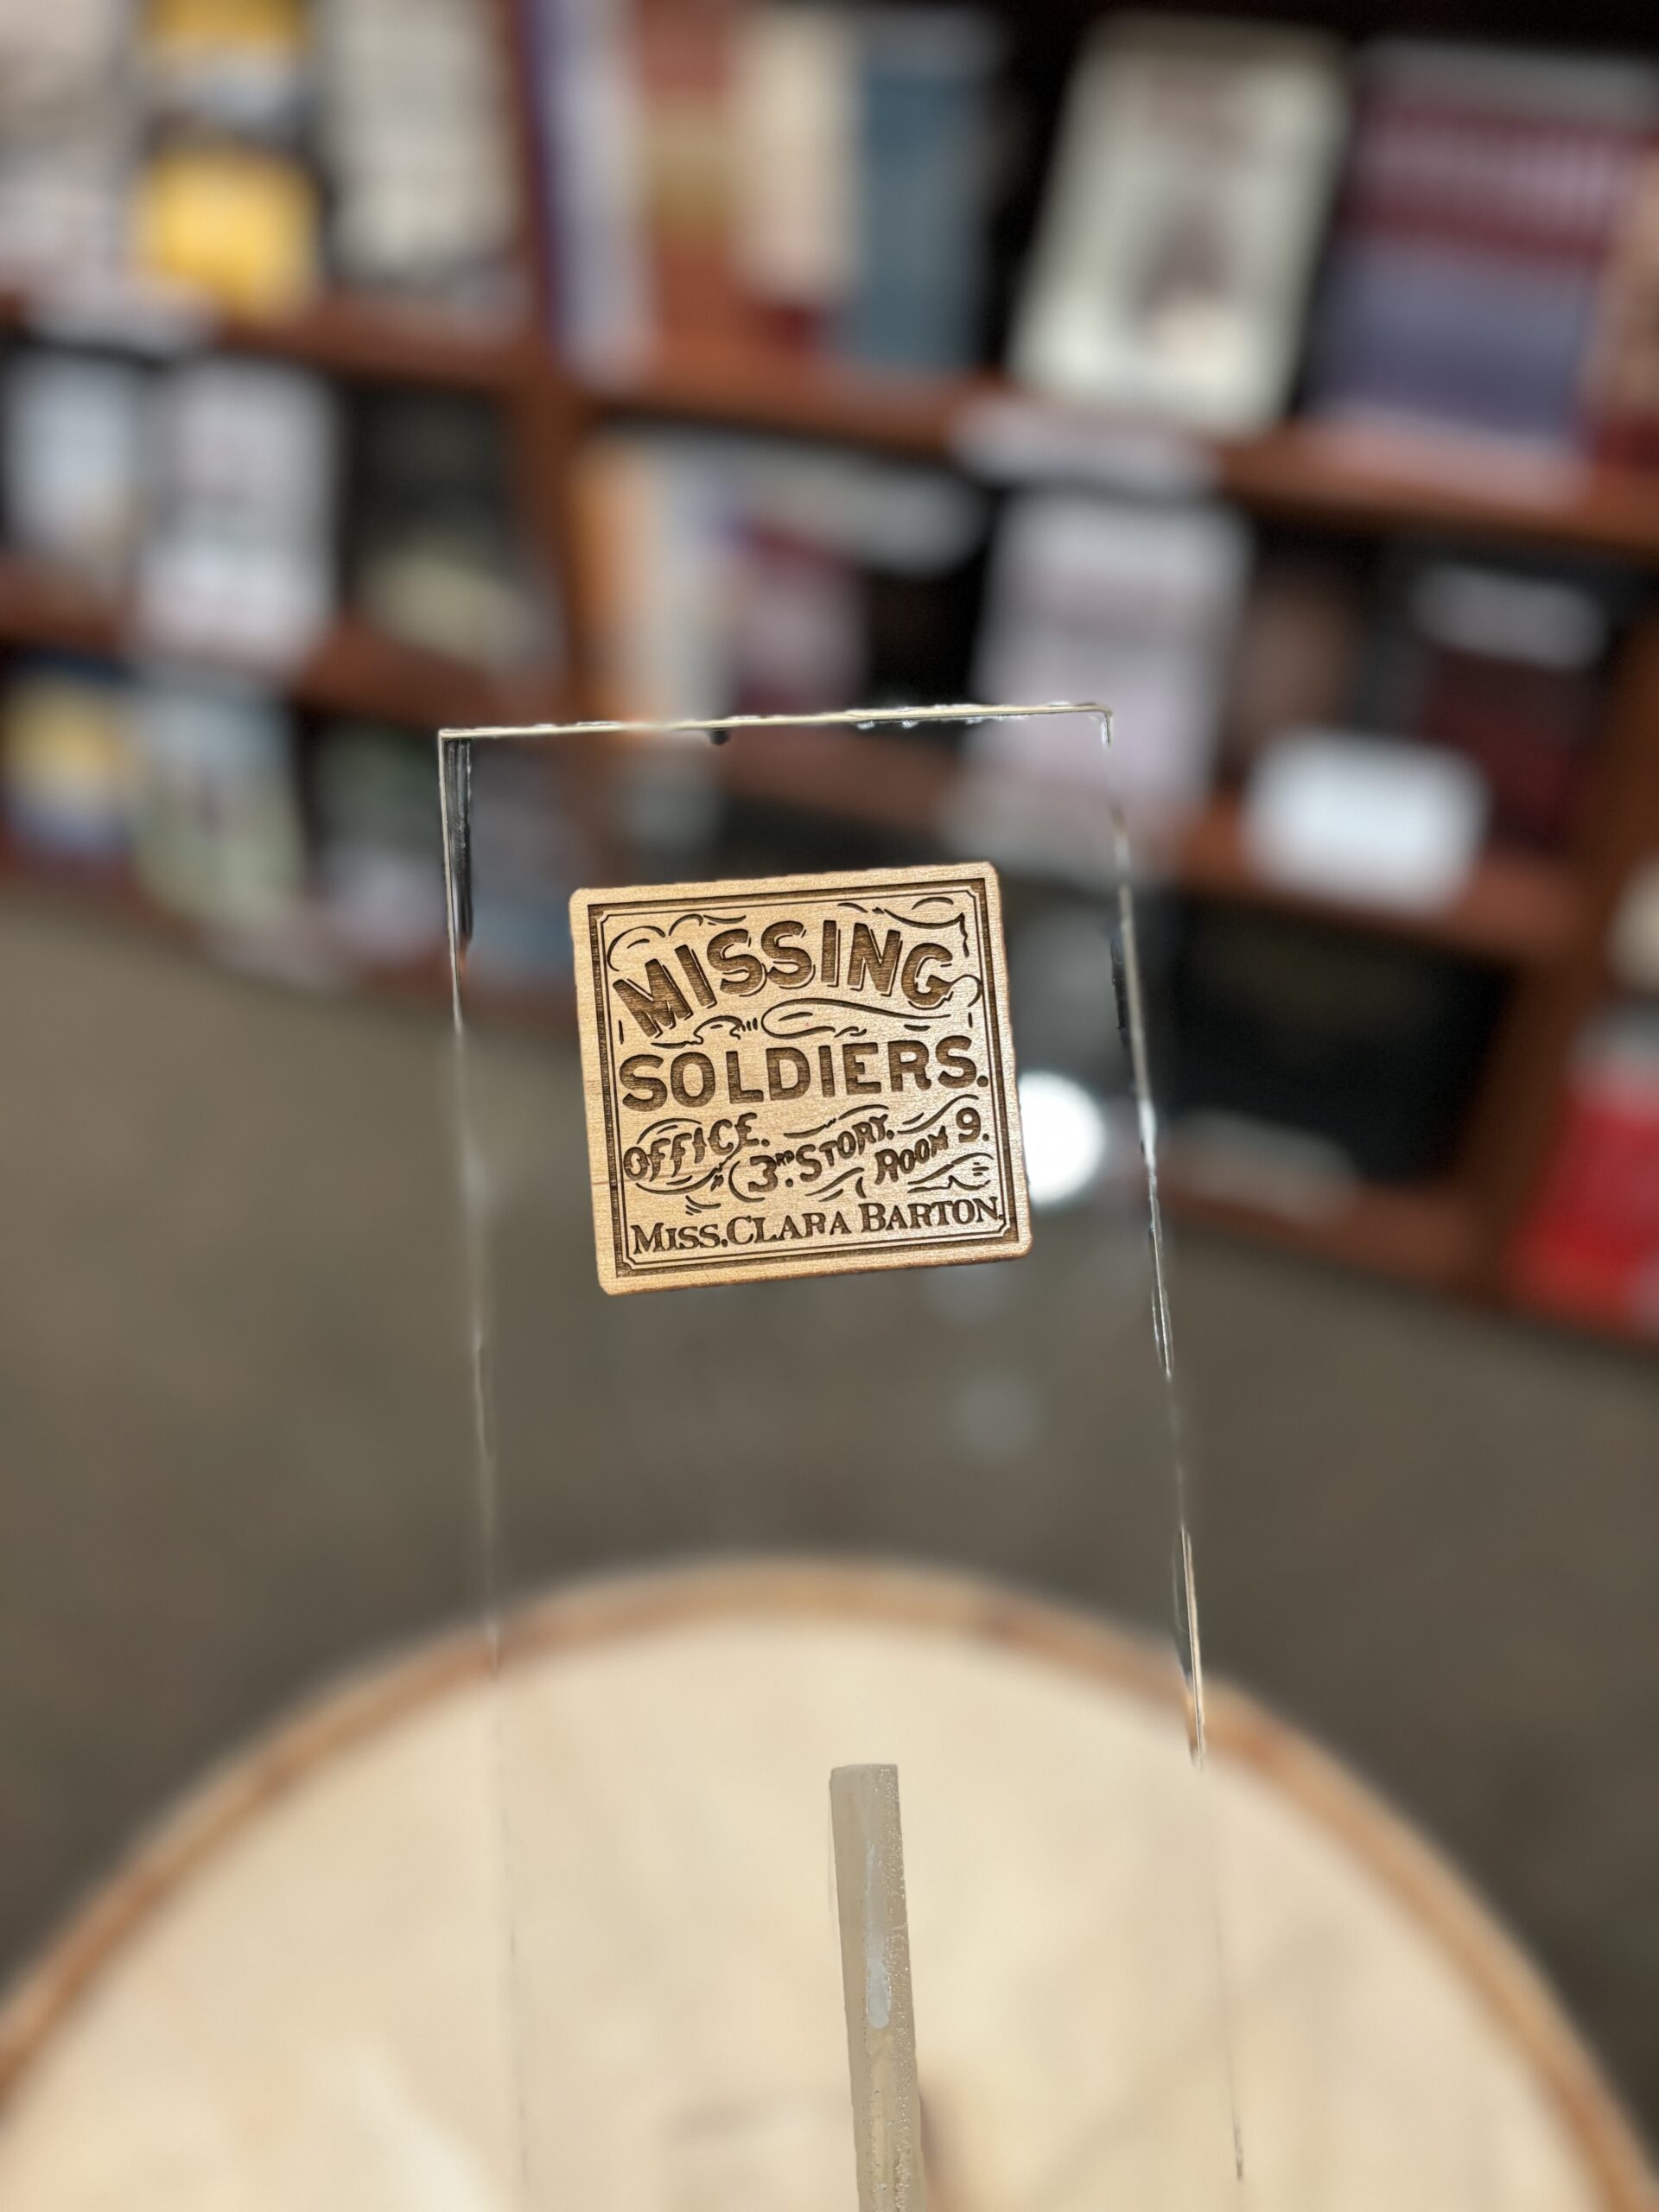 MISSING
SOLDIERS.
OFFICE. 3RD. STORY. ROOM 9.
MISS. CLARA BARTON.